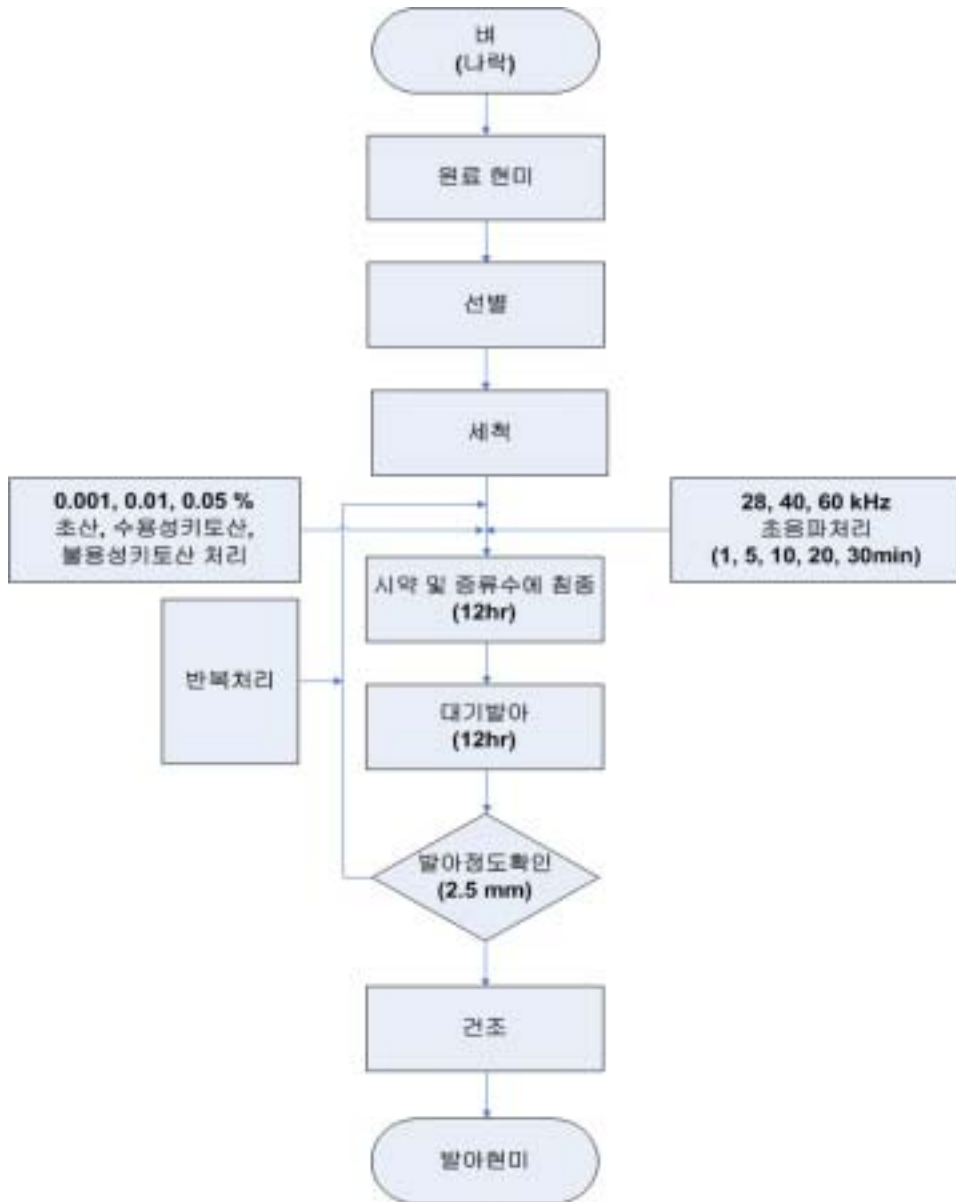 벼
(나락)
원료 현미
선별
세척
0.001, 0.01, 0.05 %
초산, 수용성키토산,
불용성키토산 처리
28, 40, 60 kHz
초음파처리
(1, 5, 10, 20, 30min)
시약 및 증류수에 침종
(12hr)
반복처리
대기발아
(12hr)
발아정도확인
(2.5 mm)
건조
발아현미